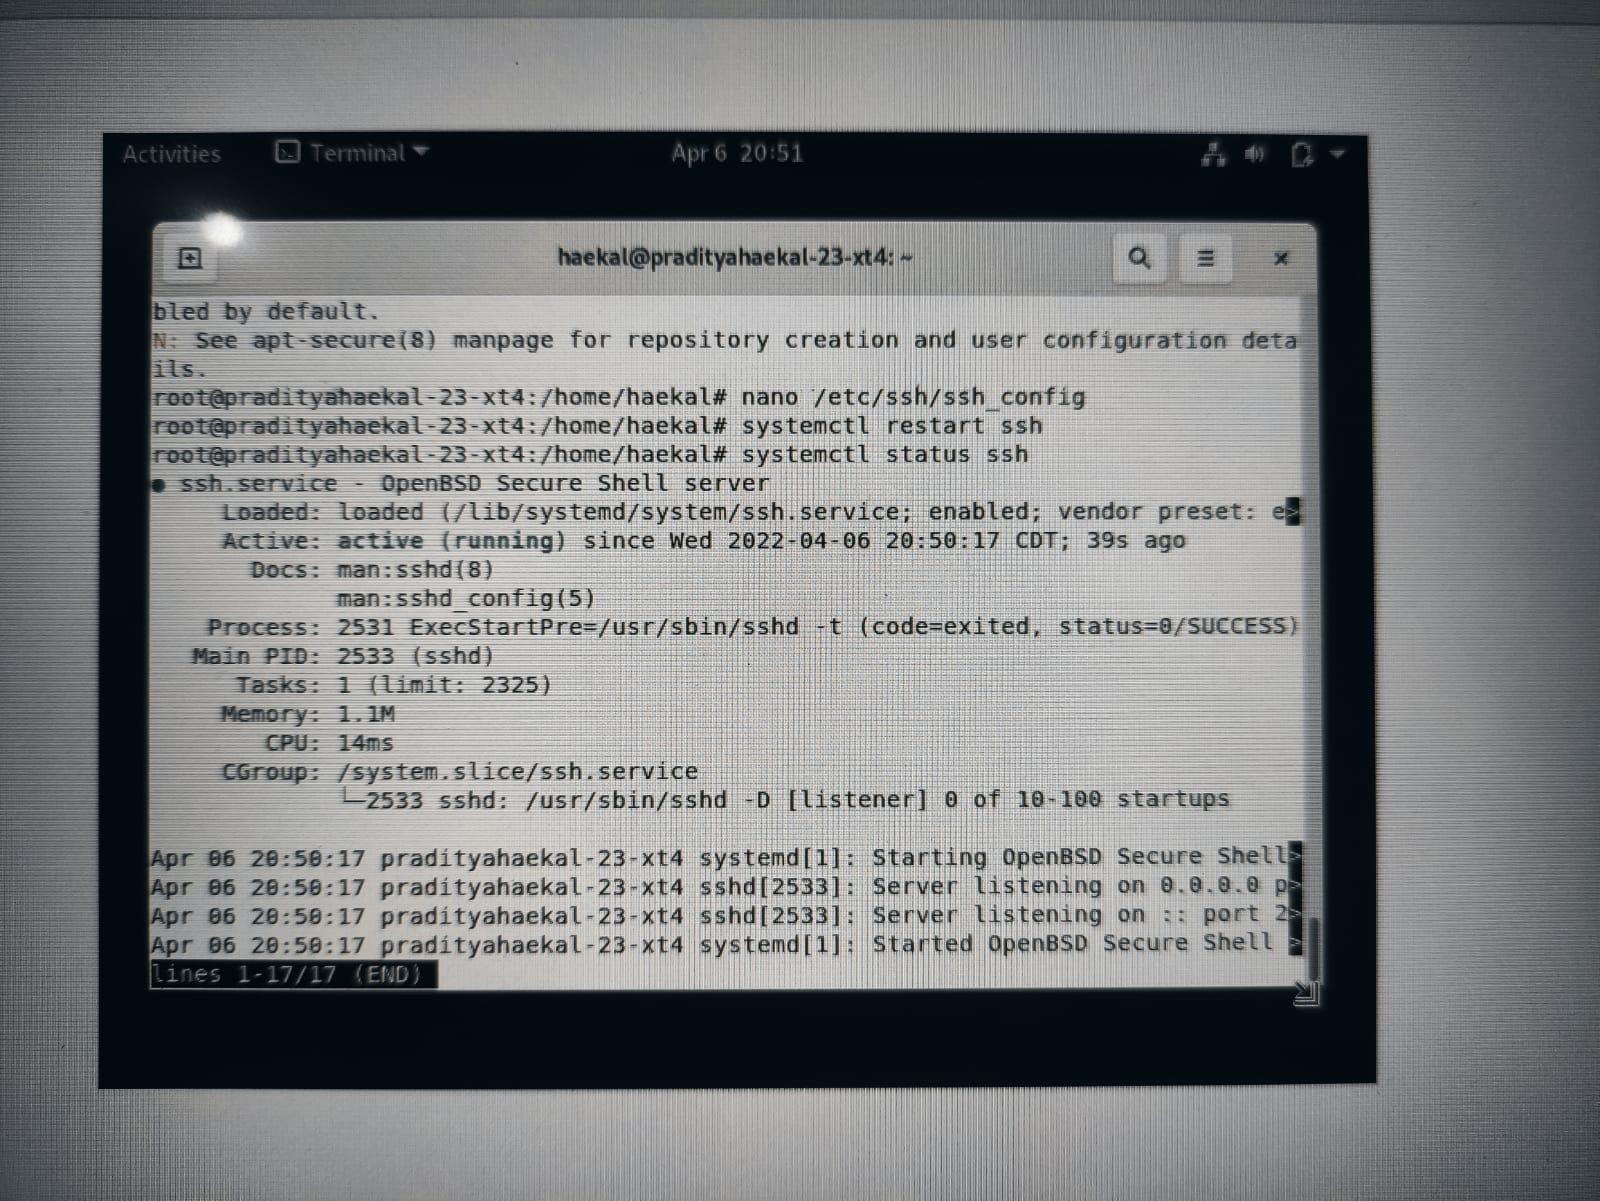 Activities Terminal Apr 6 20:51
haekal@pradityahaekal-23-xt4: ~
bled by default.
N: See apt-secure(8) manpage for repository creation and user configuration deta
ils.
root@pradityahaekal-23-xt4:/home/haekal# nano /etc/ssh/ssh_config
root@pradityahaekal-23-xt4:/home/haekal# systemctl restart ssh
root@pradityahaekal-23-xt4:/home/haekal# systemctl status ssh
● ssh.service - OpenBSD Secure Shell server
Loaded: loaded (/lib/systemd/system/ssh.service; enabled; vendor preset: e>
Active: active (running) since Wed 2022-04-06 20:50:17 CDT; 39s ago
Docs: man:sshd(8)
man:sshd_config(5)
Process: 2531 ExecStartPre=/usr/sbin/sshd -t (code=exited, status=0/SUCCESS)
Main PID: 2533 (sshd)
Tasks: 1 (limit: 2325)
Memory: 1.1M
CPU: 14ms
CGroup: /system.slice/ssh.service
└─2533 sshd: /usr/sbin/sshd -D [listener] 0 of 10-100 startups
Apr 06 20:50:17 pradityahaekal-23-xt4 systemd[1]: Starting OpenBSD Secure Shell>
Apr 06 20:50:17 pradityahaekal-23-xt4 sshd[2533]: Server listening on 0.0.0.0 p>
Apr 06 20:50:17 pradityahaekal-23-xt4 sshd[2533]: Server listening on :: port 2>
Apr 06 20:50:17 pradityahaekal-23-xt4 systemd[1]: Started OpenBSD Secure Shell >
lines 1-17/17 (END)